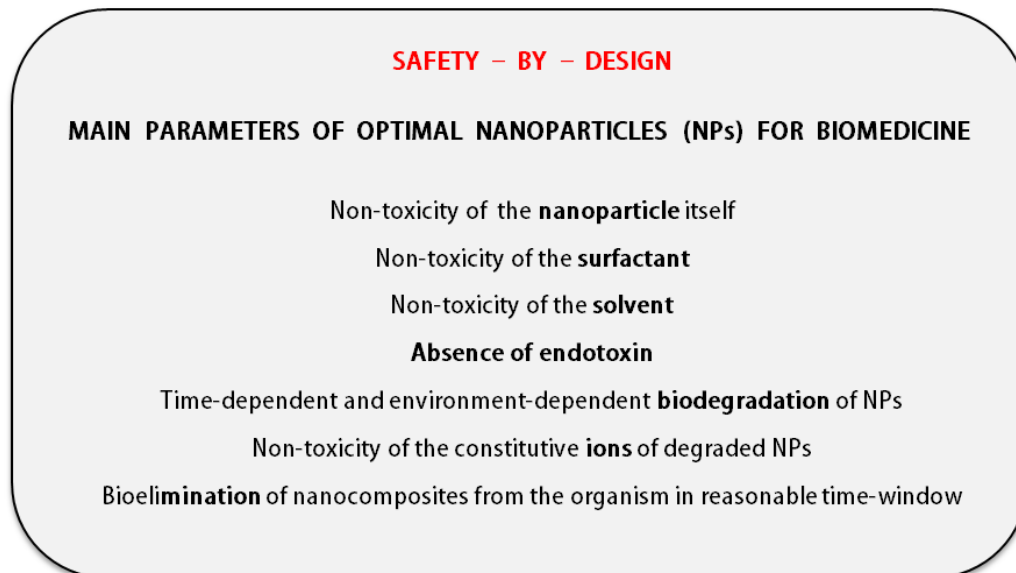 SAFETY – BY – DESIGN
MAIN PARAMETERS OF OPTIMAL NANOPARTICLES (NPs) FOR BIOMEDICINE
Non-toxicity of the nanoparticle itself
Non-toxicity of the surfactant
Non-toxicity of the solvent
Absence of endotoxin
Time-dependent and environment-dependent biodegradation of NPs
Non-toxicity of the constitutive ions of degraded NPs
Bioelimination of nanocomposites from the organism in reasonable time-window